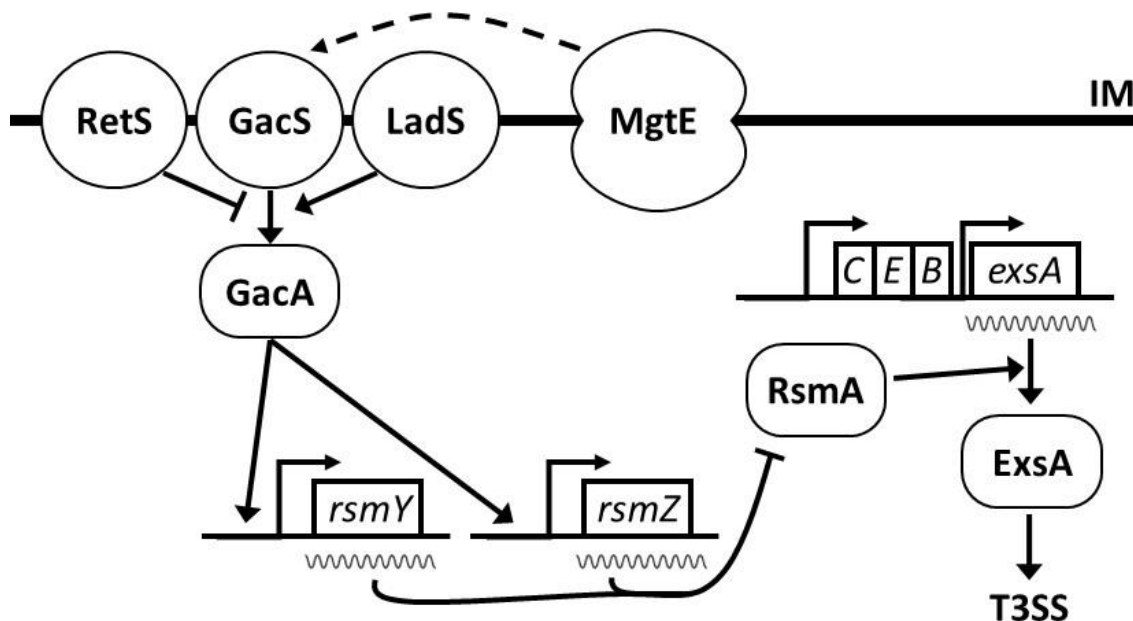 IM
RetS GacS LadS MgtE
GacA
C E B exsA
RsmA
ExsA
rsmY rsmZ
T3SS